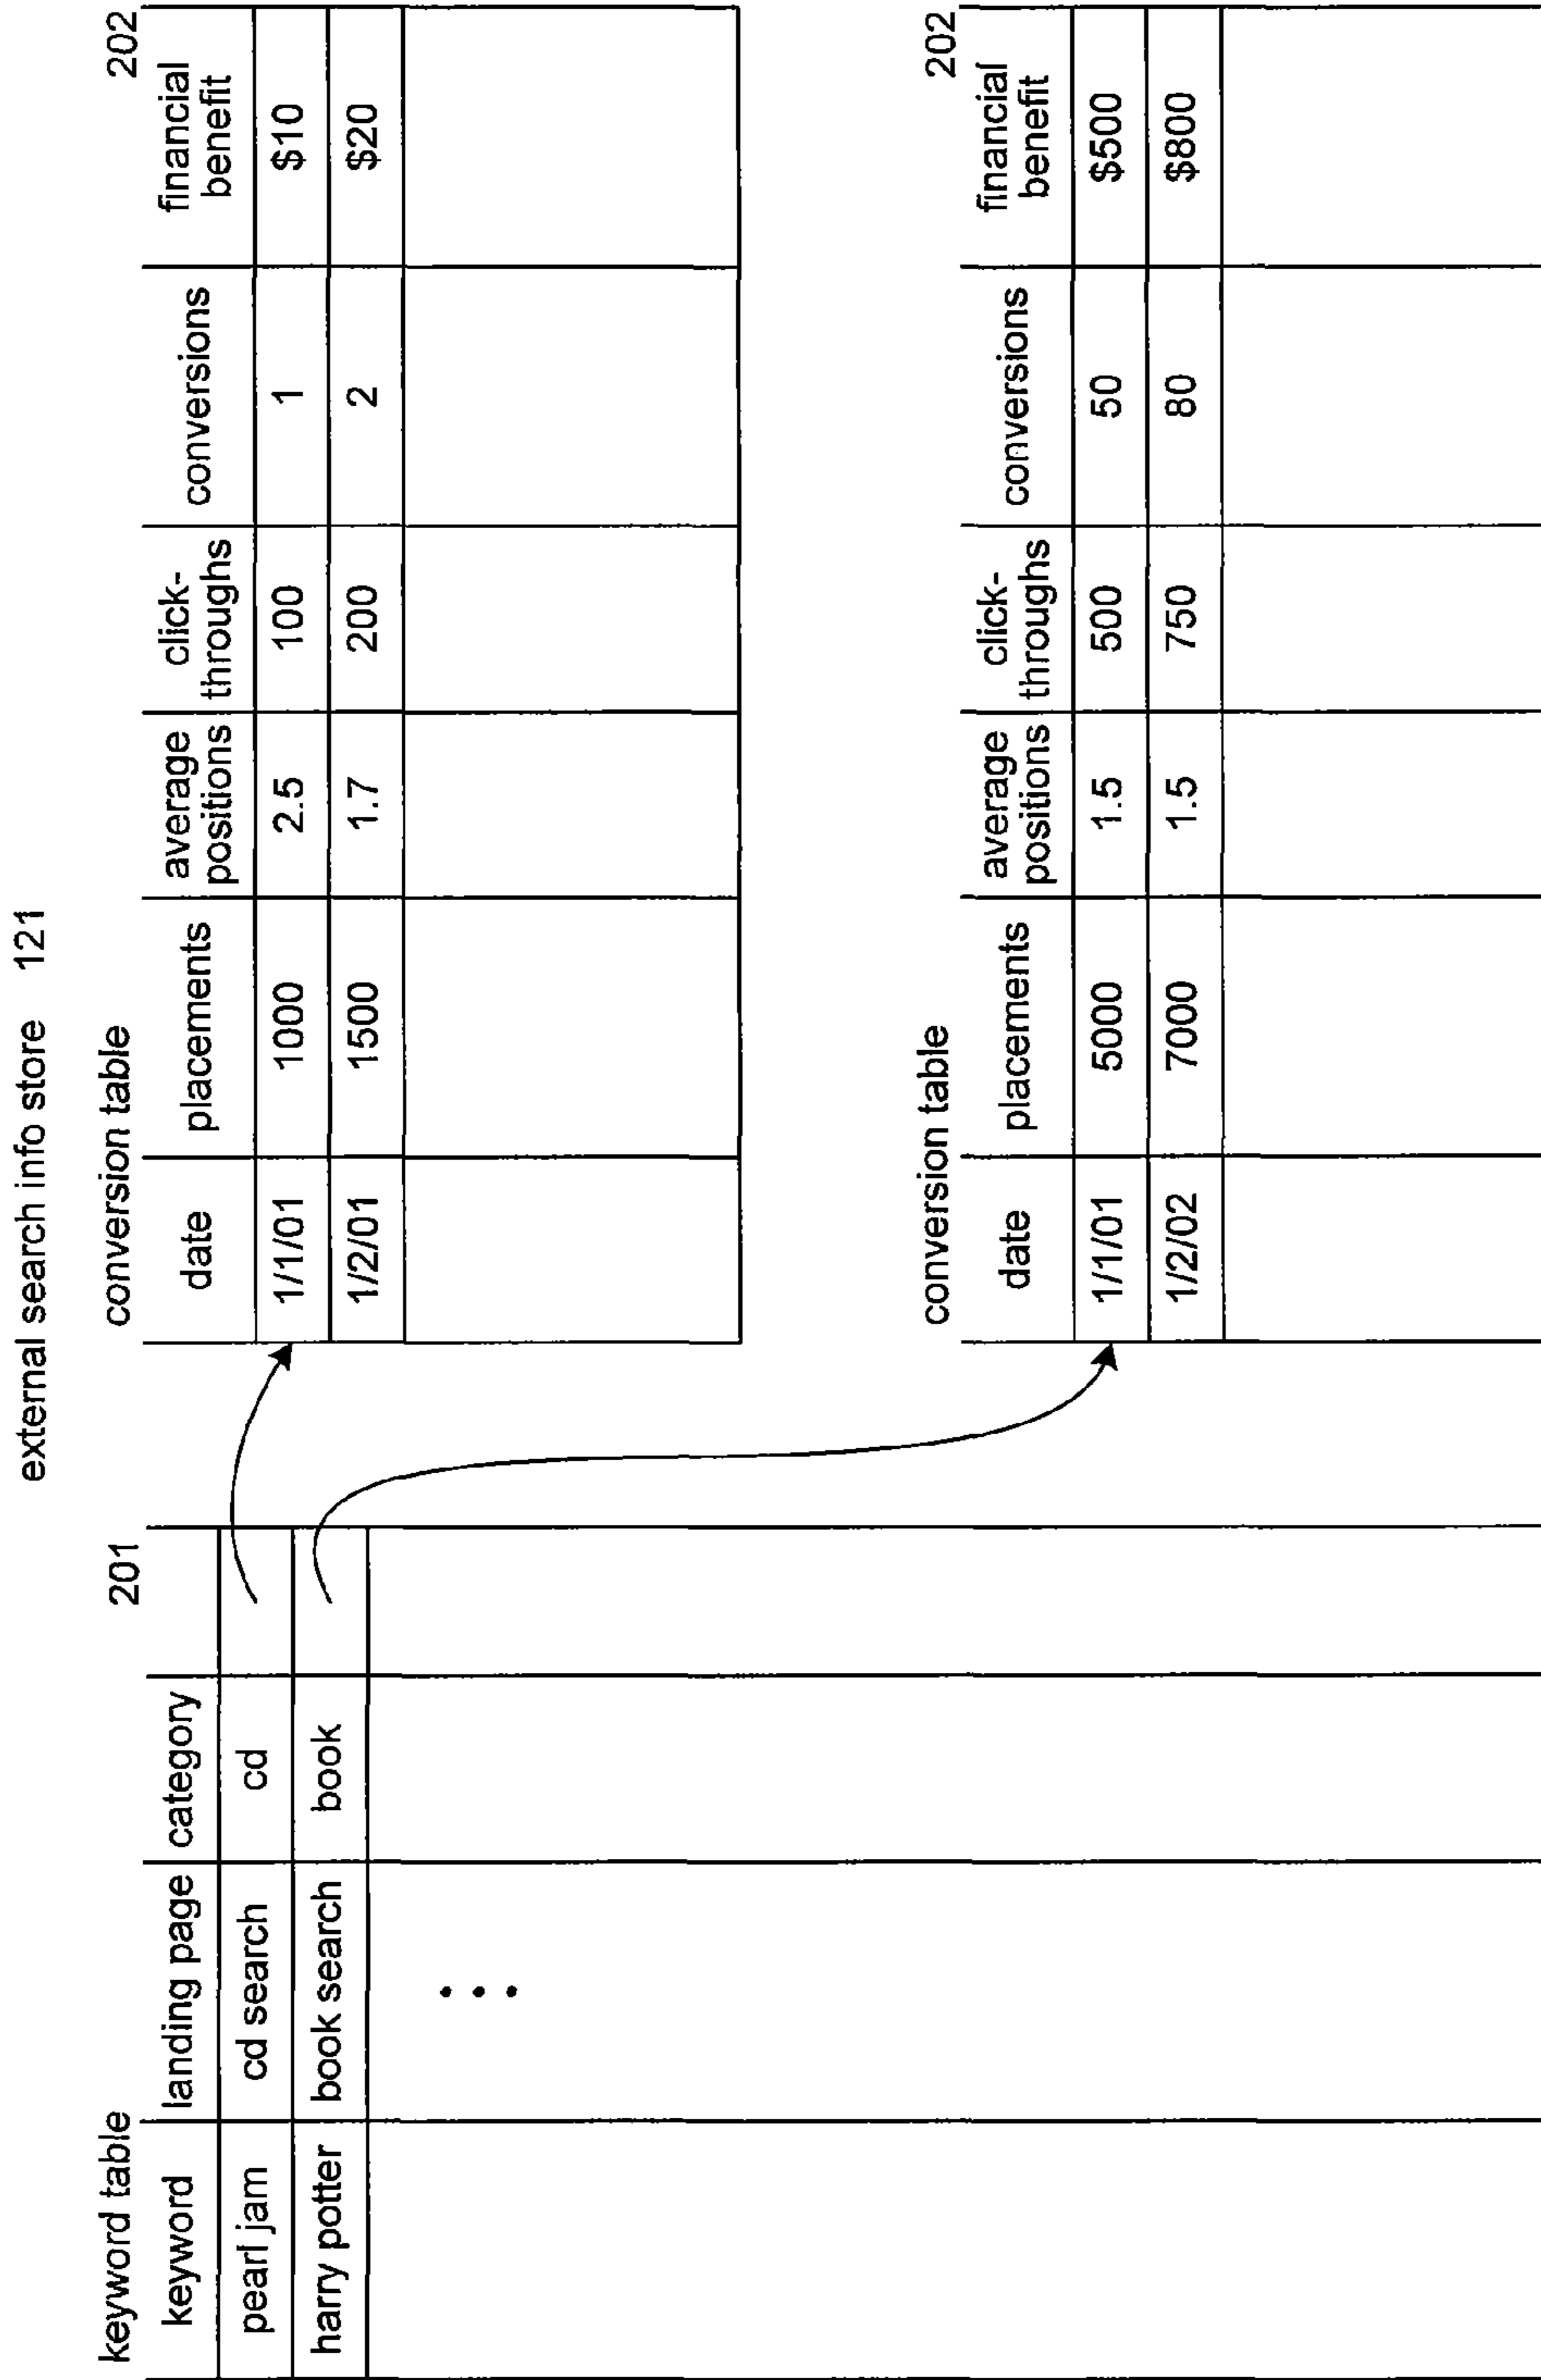 external search info store 121
keyword table 201
keyword landing page category
pearl jam cd search cd
harry potter book search book
conversion table 202
date placements average positions click-throughs conversions financial benefit
1/1/01 1000 2.5 100 1 $10
1/2/01 1500 1.7 200 2 $20
conversion table 202
date placements average positions click-throughs conversions financial benefit
1/1/01 5000 1.5 500 50 $500
1/2/02 7000 1.5 750 80 $800